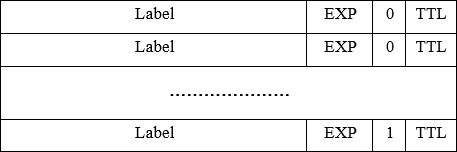 Label EXP 0 TTL
Label EXP 0 TTL
.....................
Label EXP 1 TTL